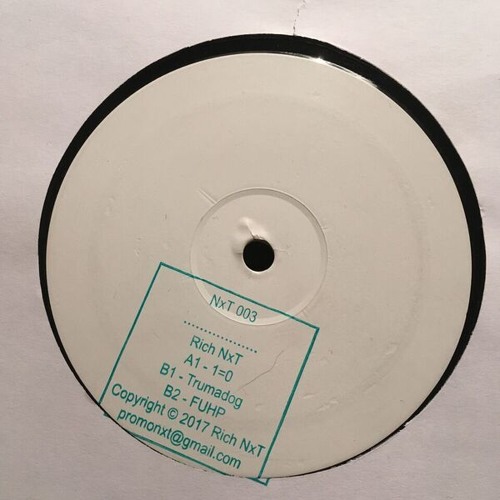 NxT 003
...................
Rich NxT
A1 - 1=0
B1 - Trumadog
B2 - FUHP
Copyright © 2017 Rich NxT
promonxt@gmail.com